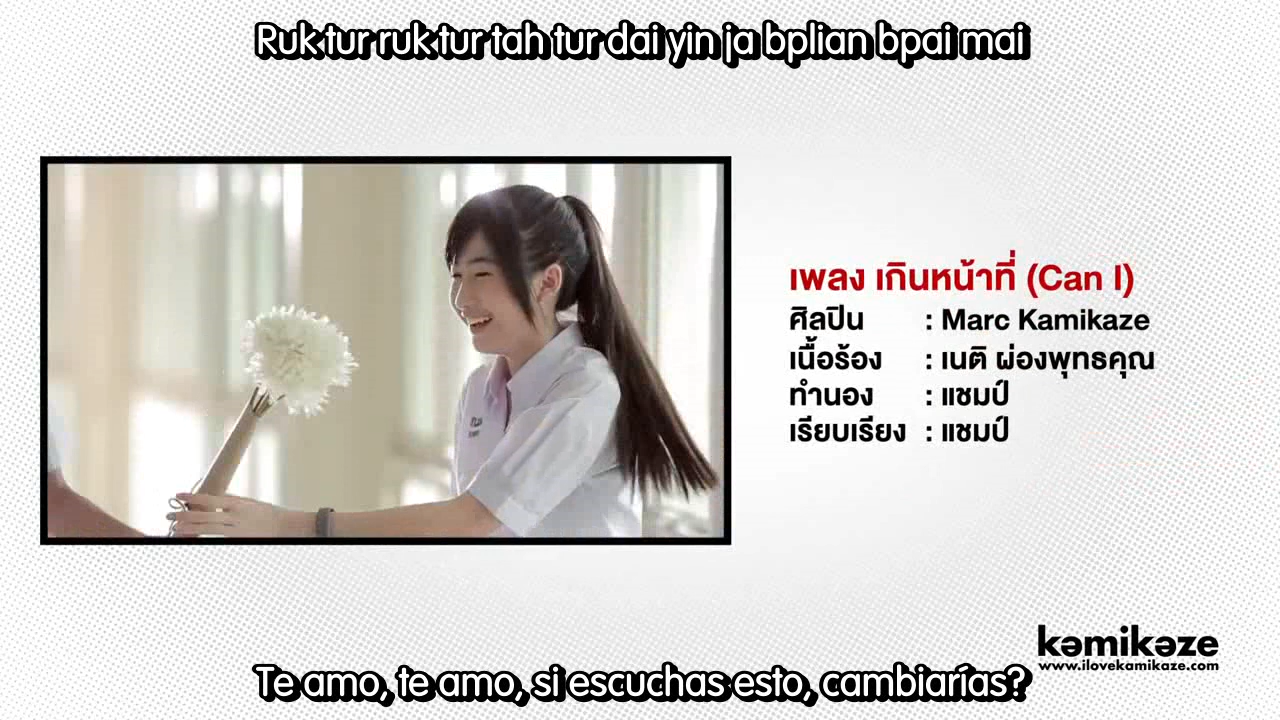 Ruk tur ruk tur tah tur dai yin ja bplian bpai mai
เพลง เกินหน้าที่ (Can I)
ศิลปิน : Marc Kamikaze
เนื้อร้อง : เนติ ผ่องพุทธคุณ
ทำนอง : แชมป์
เรียบเรียง : แชมป์
kamikaze
www.ilovekamikaze.com
Te amo, te amo, si escuchas esto, cambiarías?